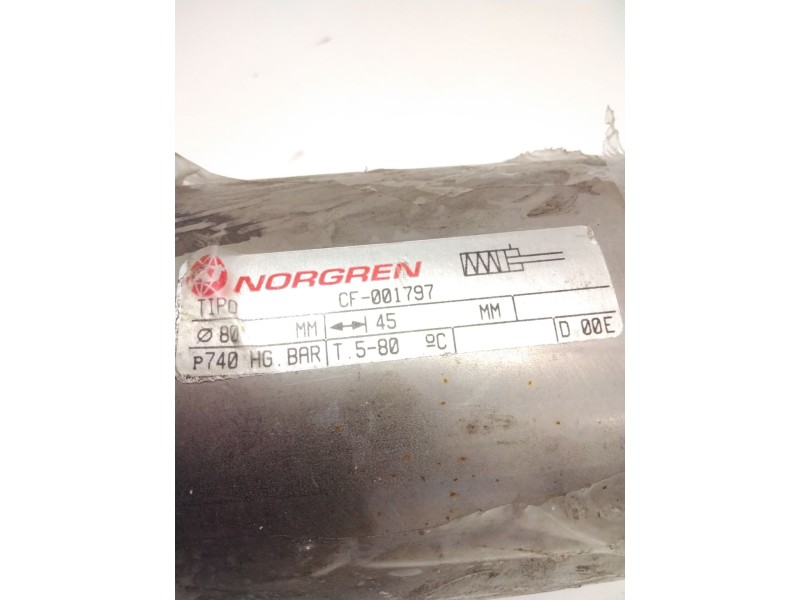 NORGREN
TIPO CF-001797
Ø 80 MM 45 MM
P740 HG.BAR T.5-80 ºC D 00E